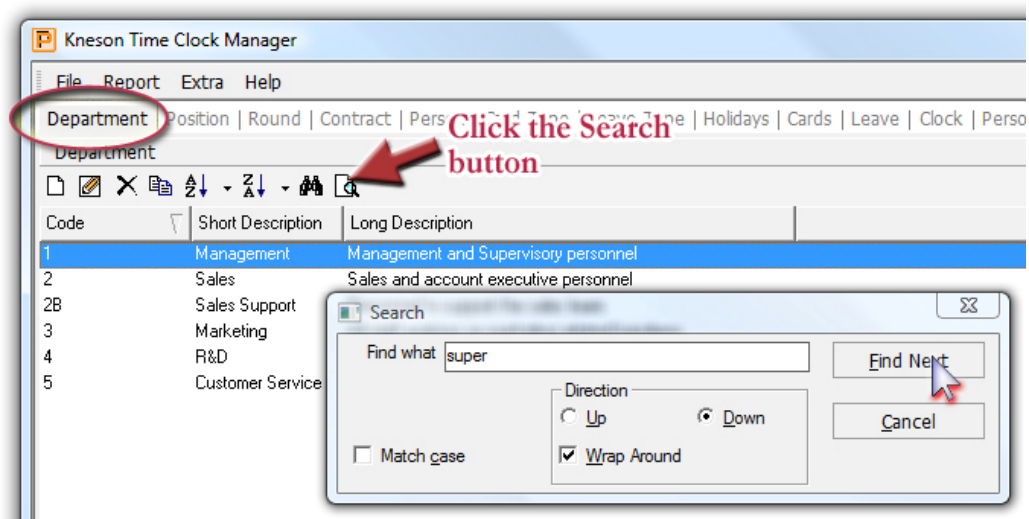 Kneson Time Clock Manager
File Report Extra Help
Department Position | Round | Contract | | Holidays | Cards | Leave | Clock | Perso
Click the Search
button
Department
Code Short Description Long Description
1 Management Management and Supervisory personnel
2 Sales Sales and account executive personnel
2B Sales Support
3 Marketing
4 R&D
5 Customer Service
Search
Find what super Find Next
Direction
Up Down Cancel
Match case Wrap Around